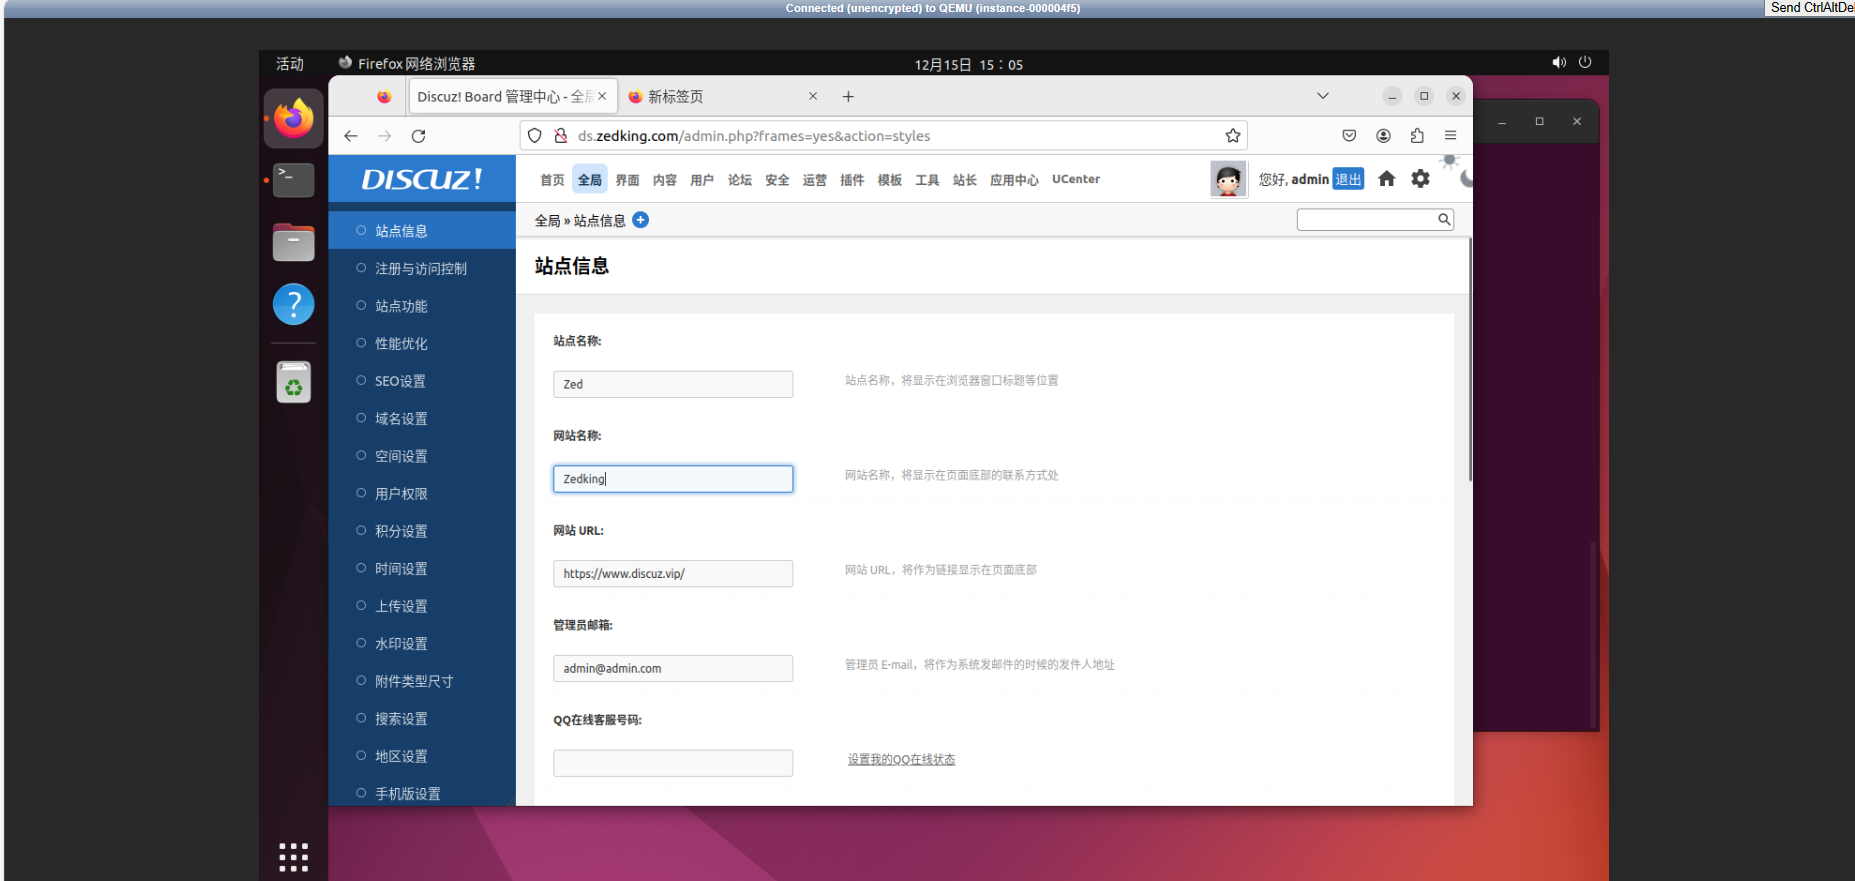 Connected (unencrypted) to QEMU (instance-000004f5)
Send CtrlAltDel
活动
Firefox 网络浏览器
12月15日 15：05
Discuz! Board 管理中心 - 全局
新标签页
ds.zedking.com/admin.php?frames=yes&action=styles
DISCUZ!
首页 全局 界面 内容 用户 论坛 安全 运营 插件 模板 工具 站长 应用中心 UCenter
您好, admin 退出
全局 » 站点信息
站点信息
注册与访问控制
站点功能
性能优化
SEO设置
域名设置
空间设置
用户权限
积分设置
时间设置
上传设置
水印设置
附件类型尺寸
搜索设置
地区设置
手机版设置
站点信息
站点名称:
Zed
站点名称，将显示在浏览器窗口标题等位置
网站名称:
Zedking
网站名称，将显示在页面底部的联系方式处
网站 URL:
https://www.discuz.vip/
网站 URL，将作为链接显示在页面底部
管理员邮箱:
admin@admin.com
管理员 E-mail，将作为系统发邮件的时候的发件人地址
QQ在线客服号码:
设置我的QQ在线状态